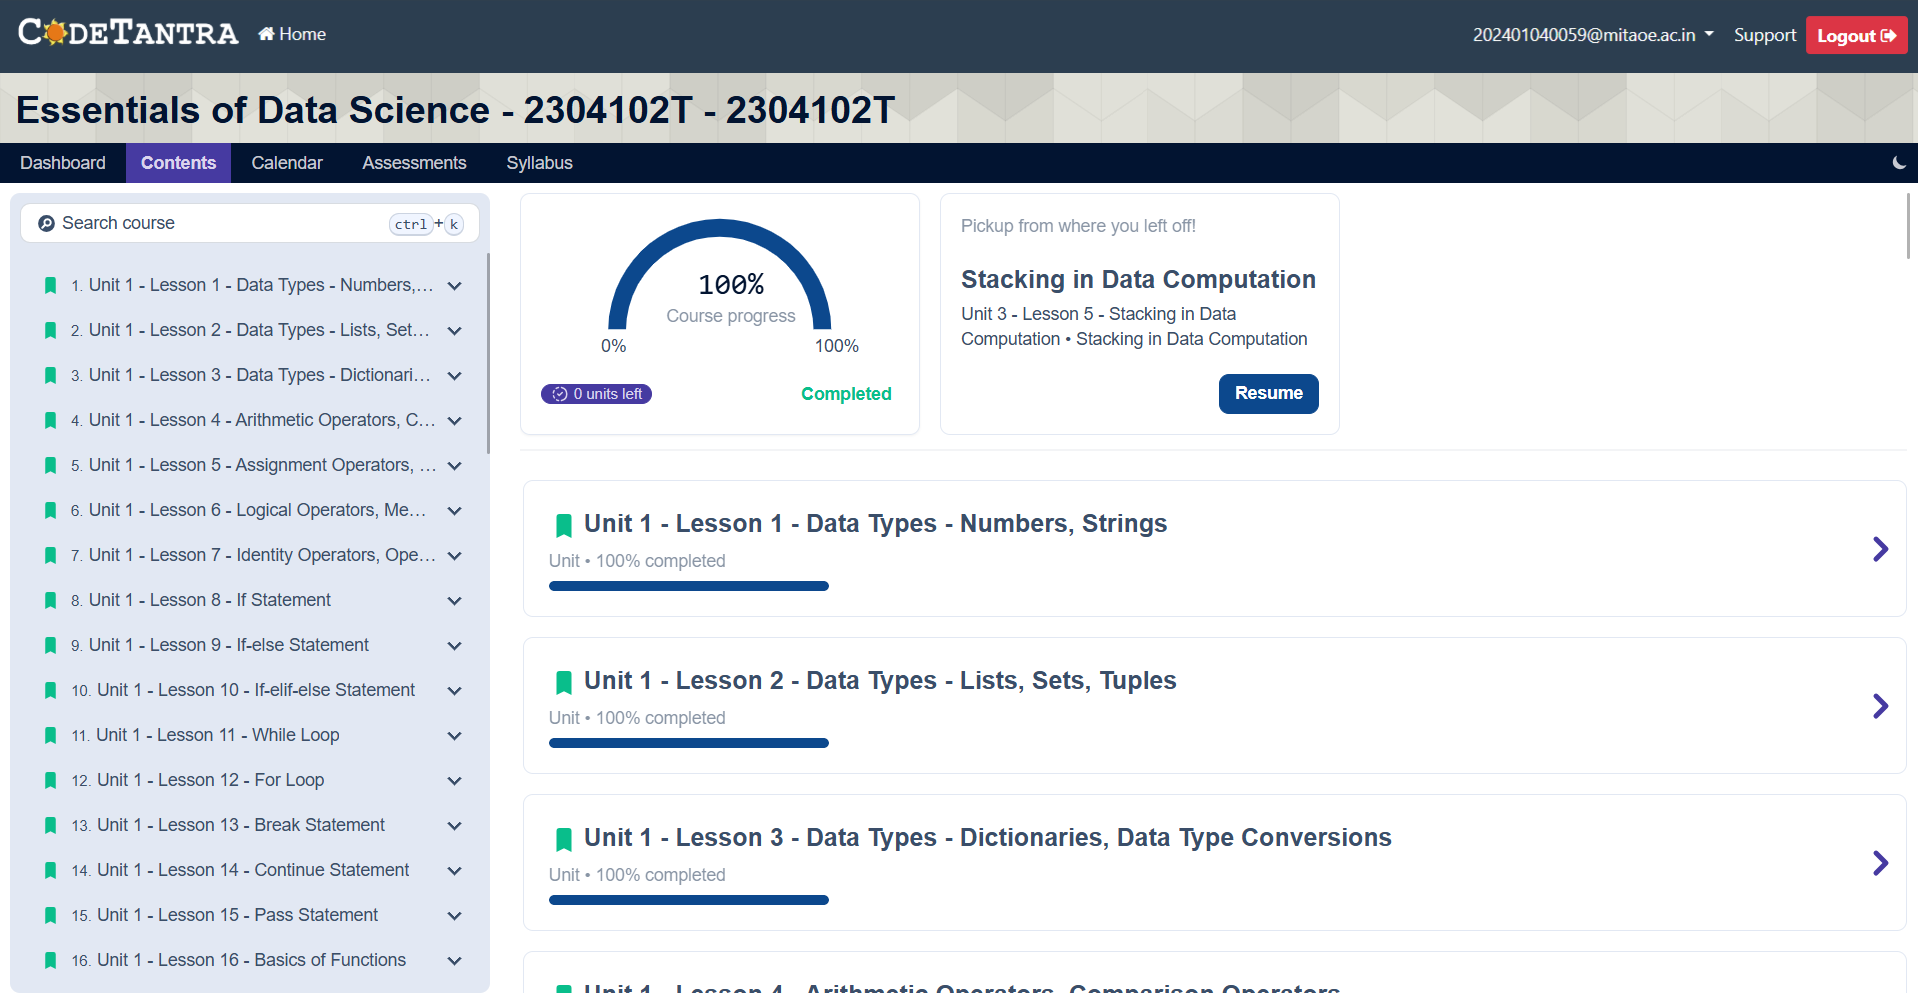 CODETANTRA
Home
202401040059@mitaoe.ac.in
Support
Logout
Essentials of Data Science - 2304102T - 2304102T
Dashboard
Contents
Calendar
Assessments
Syllabus
Search course
ctrl+k
1. Unit 1 - Lesson 1 - Data Types - Numbers,...
2. Unit 1 - Lesson 2 - Data Types - Lists, Set...
3. Unit 1 - Lesson 3 - Data Types - Dictionari...
4. Unit 1 - Lesson 4 - Arithmetic Operators, C...
5. Unit 1 - Lesson 5 - Assignment Operators, ...
6. Unit 1 - Lesson 6 - Logical Operators, Me...
7. Unit 1 - Lesson 7 - Identity Operators, Ope...
8. Unit 1 - Lesson 8 - If Statement
9. Unit 1 - Lesson 9 - If-else Statement
10. Unit 1 - Lesson 10 - If-elif-else Statement
11. Unit 1 - Lesson 11 - While Loop
12. Unit 1 - Lesson 12 - For Loop
13. Unit 1 - Lesson 13 - Break Statement
14. Unit 1 - Lesson 14 - Continue Statement
15. Unit 1 - Lesson 15 - Pass Statement
16. Unit 1 - Lesson 16 - Basics of Functions
100%
Course progress
0%
100%
0 units left
Completed
Pickup from where you left off!
Stacking in Data Computation
Unit 3 - Lesson 5 - Stacking in Data
Computation • Stacking in Data Computation
Resume
Unit 1 - Lesson 1 - Data Types - Numbers, Strings
Unit • 100% completed
Unit 1 - Lesson 2 - Data Types - Lists, Sets, Tuples
Unit • 100% completed
Unit 1 - Lesson 3 - Data Types - Dictionaries, Data Type Conversions
Unit • 100% completed
Unit 1 - Lesson 4 - Arithmetic Operators, Comparison Operators